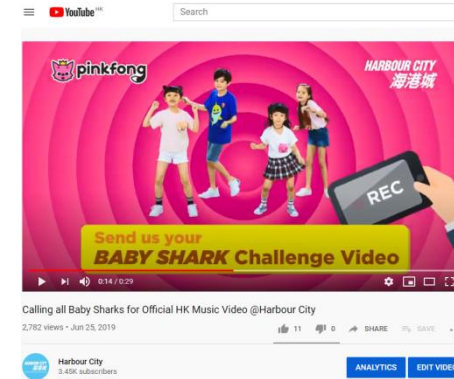 YouTube HK
Search
pinkfong
HARBOUR CITY
海港城
REC
Send us your
BABY SHARK Challenge Video
0:14 / 0:29
Calling all Baby Sharks for Official HK Music Video @Harbour City
2,782 views • Jun 25, 2019
11
0
SHARE
SAVE
Harbour City
3.45K subscribers
ANALYTICS
EDIT VIDEO